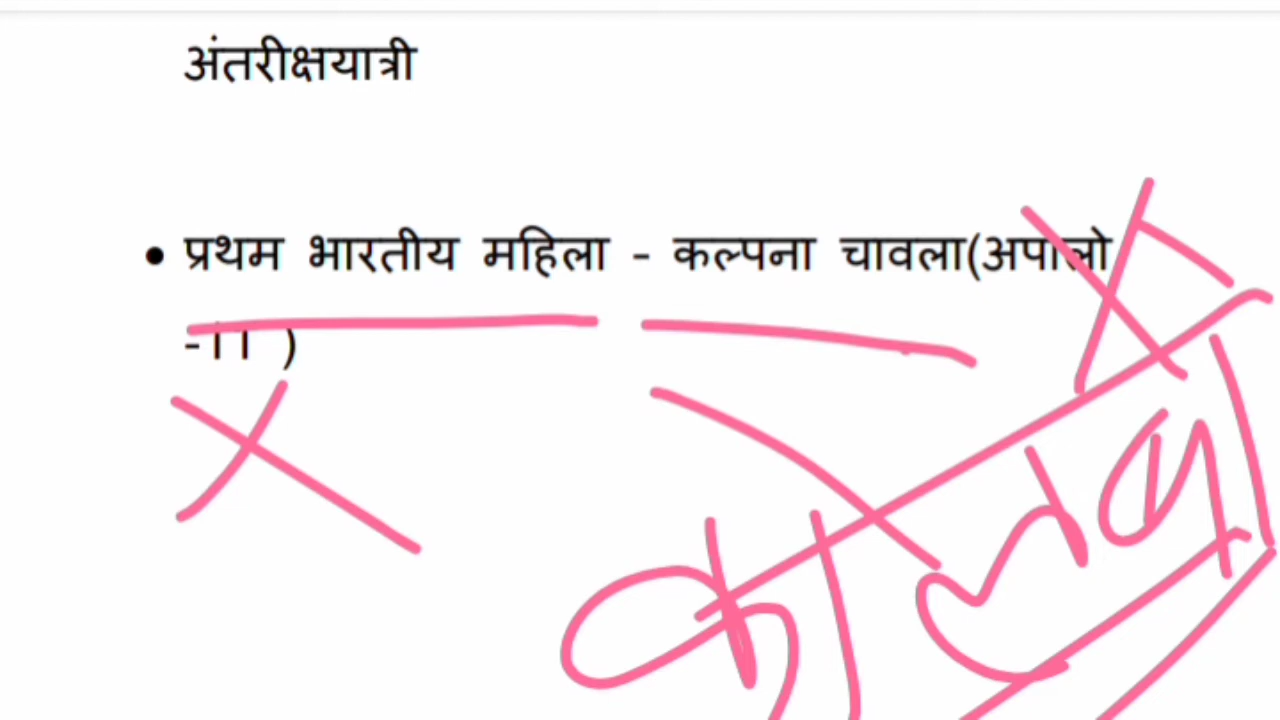 अंतरीक्षयात्री
• प्रथम भारतीय महिला - कल्पना चावला(अपालो
-11 )